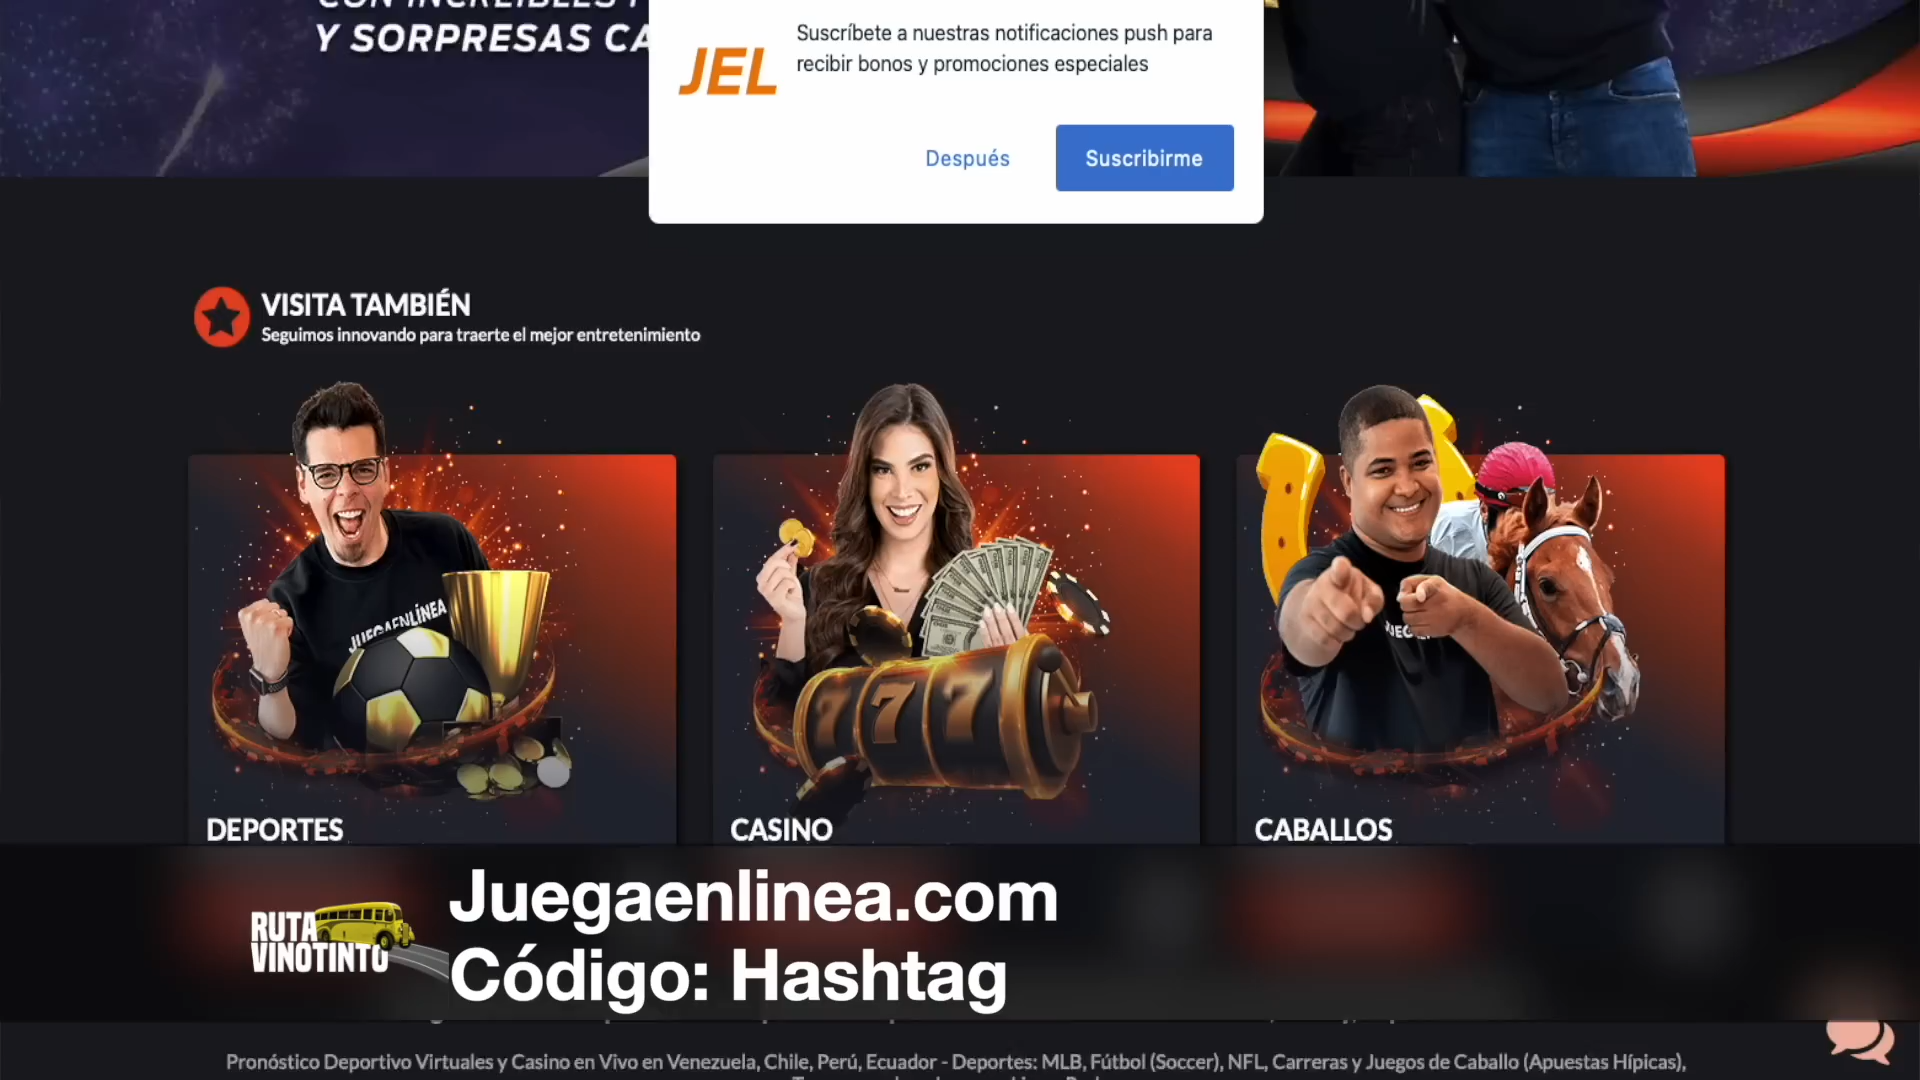 Y SORPRESAS
Suscríbete a nuestras notificaciones push para
recibir bonos y promociones especiales
JEL
Después
Suscribirme
VISITA TAMBIÉN
Seguimos innovando para traerte el mejor entretenimiento
JUEGAENLÍNEA
777
DEPORTES
CASINO
CABALLOS
RUTA
VINOTINTO
Juegaenlinea.com
Código: Hashtag
Pronóstico Deportivo Virtuales y Casino en Vivo en Venezuela, Chile, Perú, Ecuador - Deportes: MLB, Fútbol (Soccer), NFL, Carreras y Juegos de Caballo (Apuestas Hípicas),